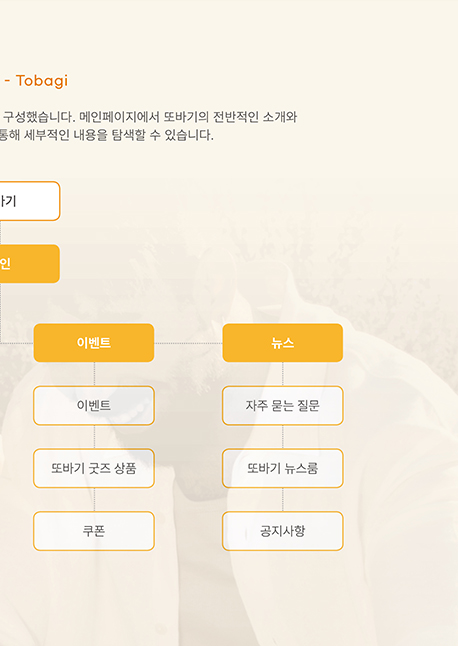 - Tobagi
구성했습니다. 메인페이지에서 또바기의 전반적인 소개와
통해 세부적인 내용을 탐색할 수 있습니다.
바기
인
이벤트
뉴스
이벤트
자주 묻는 질문
또바기 굿즈 상품
또바기 뉴스룸
쿠폰
공지사항